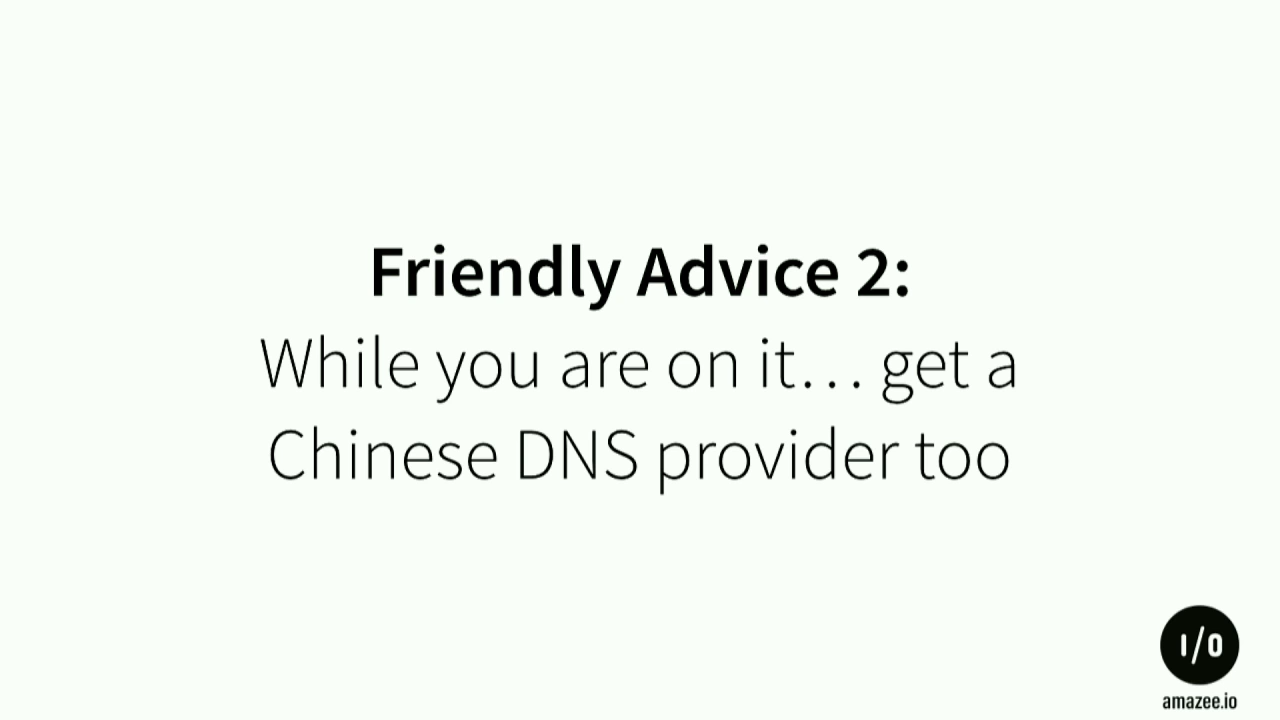 Friendly Advice 2:
While you are on it… get a
Chinese DNS provider too
I/O
amazee.io